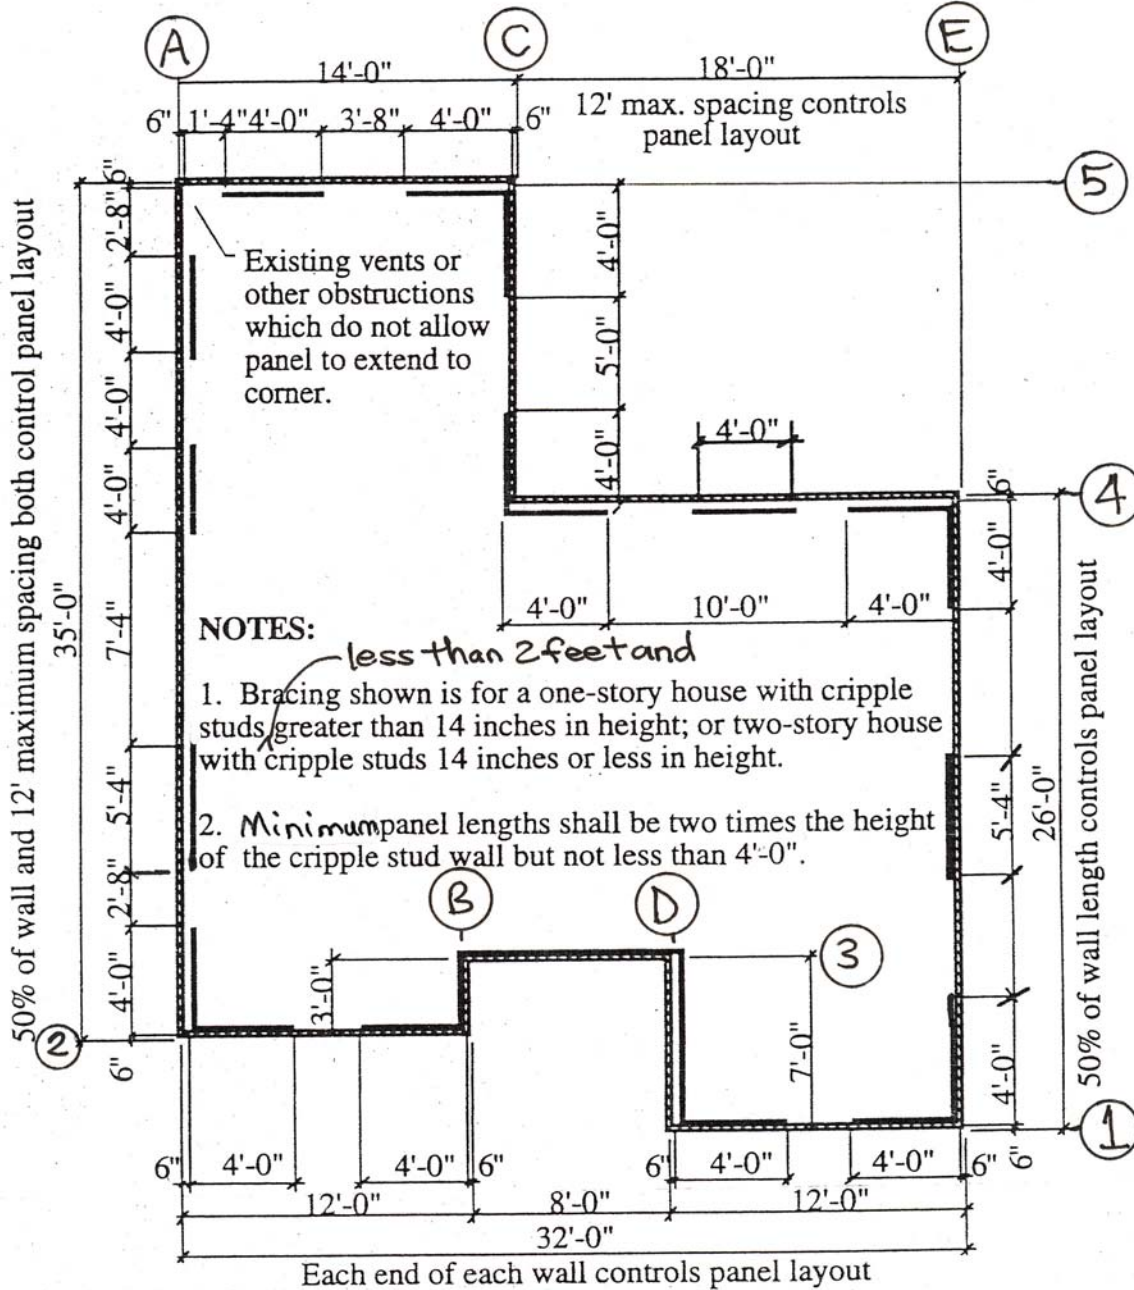 A
C
E
14'-0"
18'-0"
6"
1'-4"
4'-0"
3'-8"
4'-0"
6"
12' max. spacing controls
panel layout
5
50% of wall and 12' maximum spacing both control panel layout
35'-0"
6"
2'-8"
4'-0"
4'-0"
4'-0"
7'-4"
5'-4"
2'-8"
4'-0"
6"
Existing vents or
other obstructions
which do not allow
panel to extend to
corner.
4'-0"
5'-0"
4'-0"
4'-0"
6"
4
4'-0"
10'-0"
4'-0"
4'-0"
5'-4"
4'-0"
6"
26'-0"
50% of wall length controls panel layout
NOTES:
less than 2 feet and
1. Bracing shown is for a one-story house with cripple
studs greater than 14 inches in height; or two-story house
with cripple studs 14 inches or less in height.
2. Minimum panel lengths shall be two times the height
of the cripple stud wall but not less than 4'-0".
B
D
3
3'-0"
7'-0"
2
1
6"
4'-0"
4'-0"
6"
6"
4'-0"
4'-0"
6"
12'-0"
8'-0"
12'-0"
32'-0"
Each end of each wall controls panel layout